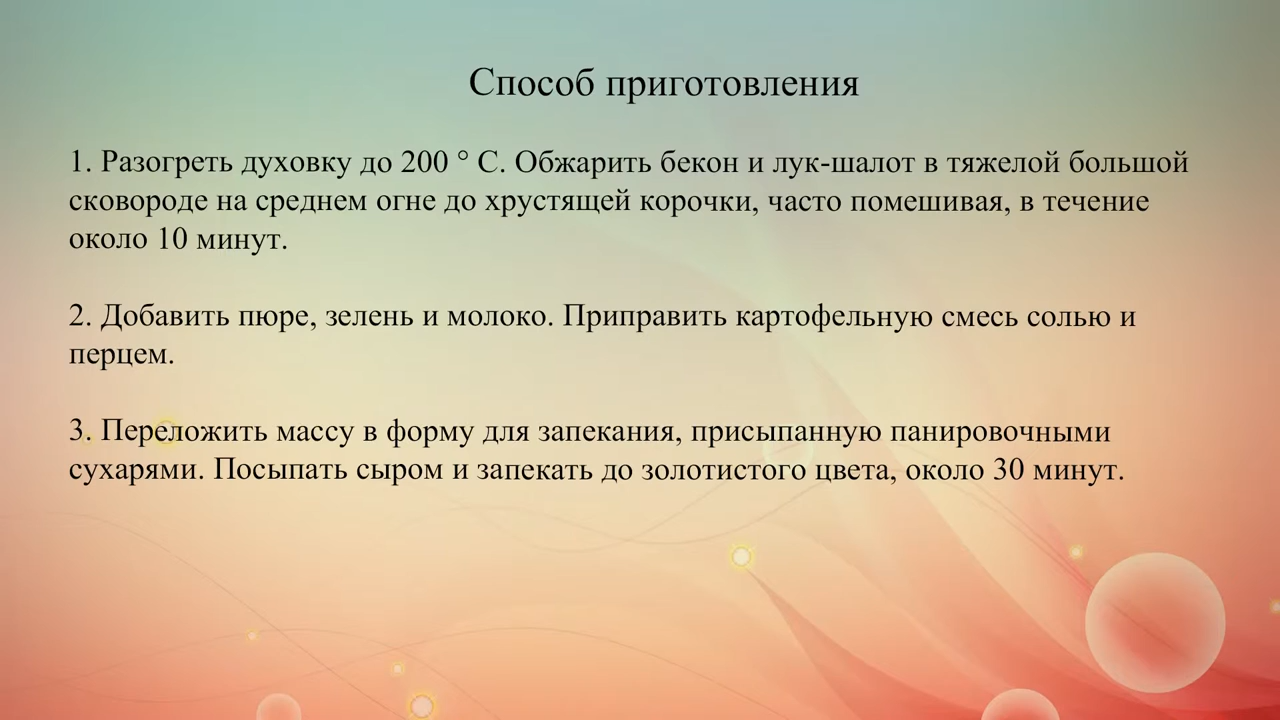 Способ приготовления
1. Разогреть духовку до 200 ° С. Обжарить бекон и лук-шалот в тяжелой большой
сковороде на среднем огне до хрустящей корочки, часто помешивая, в течение
около 10 минут.
2. Добавить пюре, зелень и молоко. Приправить картофельную смесь солью и
перцем.
3. Переложить массу в форму для запекания, присыпанную панировочными
сухарями. Посыпать сыром и запекать до золотистого цвета, около 30 минут.